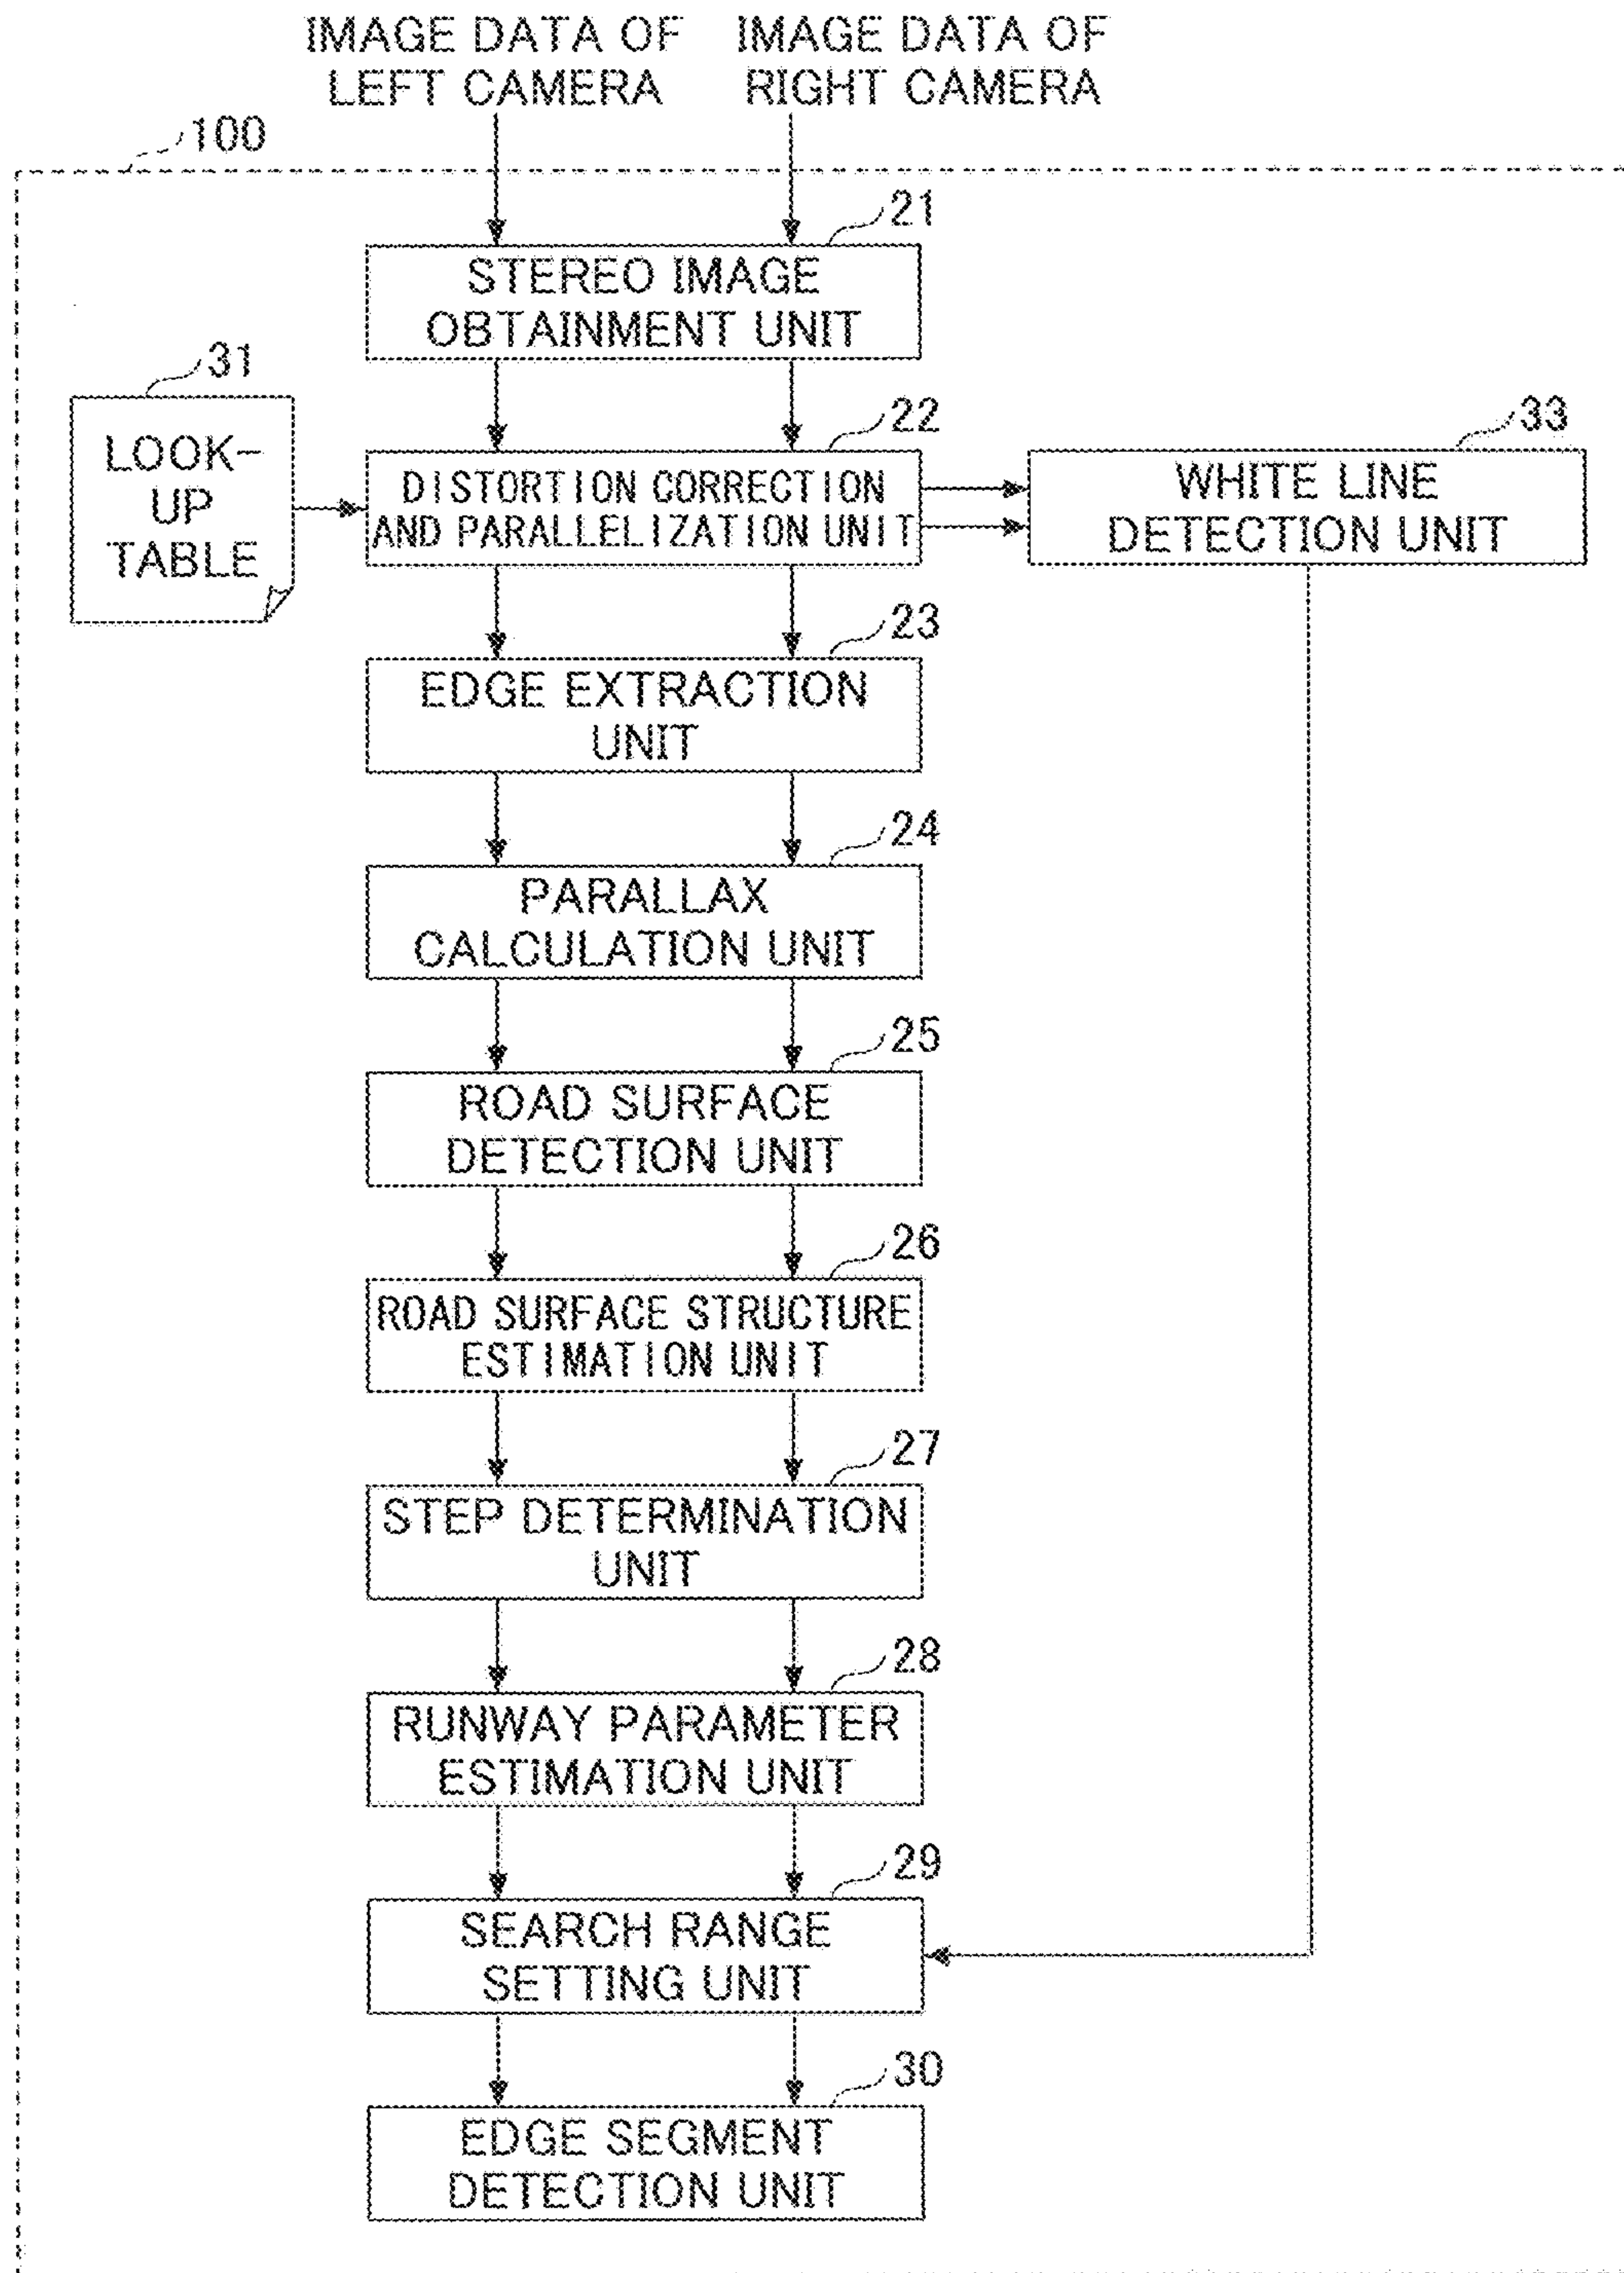 IMAGE DATA OF
LEFT CAMERA
IMAGE DATA OF
RIGHT CAMERA
100
21
STEREO IMAGE
OBTAINMENT UNIT
31
LOOK-
UP
TABLE
22
DISTORTION CORRECTION
AND PARALLELIZATION UNIT
33
WHITE LINE
DETECTION UNIT
23
EDGE EXTRACTION
UNIT
24
PARALLAX
CALCULATION UNIT
25
ROAD SURFACE
DETECTION UNIT
26
ROAD SURFACE STRUCTURE
ESTIMATION UNIT
27
STEP DETERMINATION
UNIT
28
RUNWAY PARAMETER
ESTIMATION UNIT
29
SEARCH RANGE
SETTING UNIT
30
EDGE SEGMENT
DETECTION UNIT